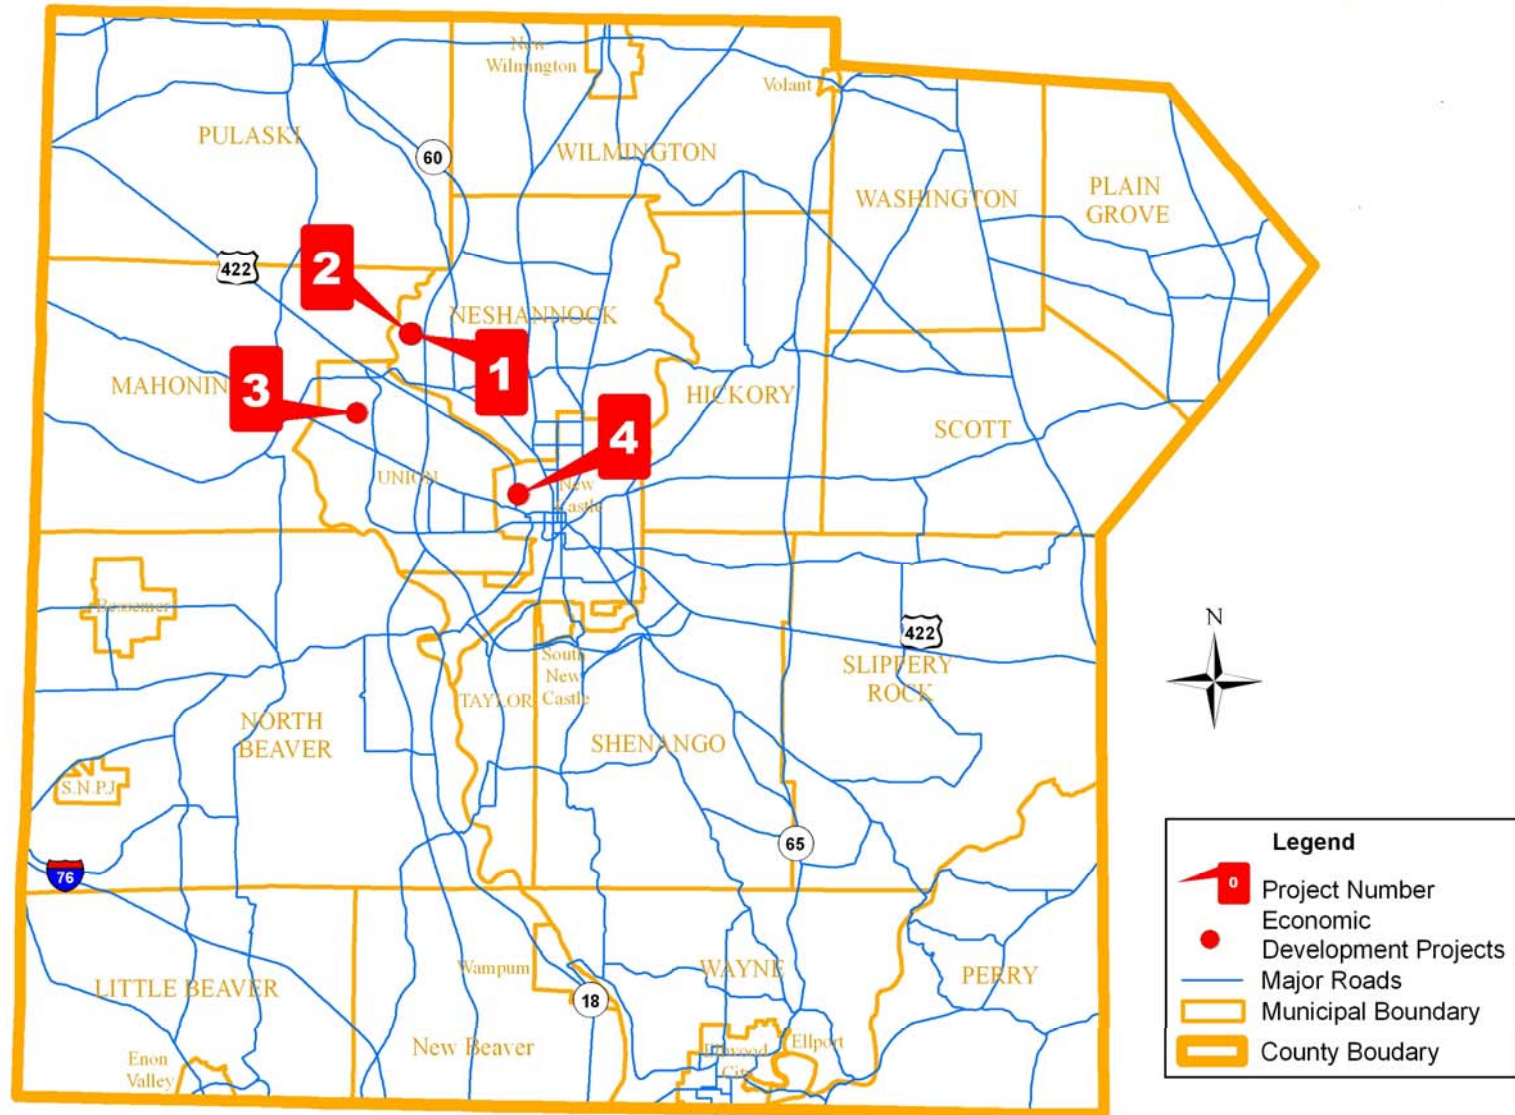 New
Wilmington
Volant
PULASKI
60
WILMINGTON
WASHINGTON
PLAIN
GROVE
422
2
NESHANNOCK
1
MAHONIN
3
HICKORY
4
SCOTT
UNION
New
Castle
Bessemer
422
N
South
New
Castle
SLIPPERY
ROCK
TAYLOR
NORTH
BEAVER
SHENANGO
S.N.P.J
65
76
Legend
0 Project Number
Economic
Development Projects
Major Roads
Municipal Boundary
County Boudary
Wampum
WAYNE
PERRY
LITTLE BEAVER
18
New Beaver
Ellwood
City
Ellport
Enon
Valley